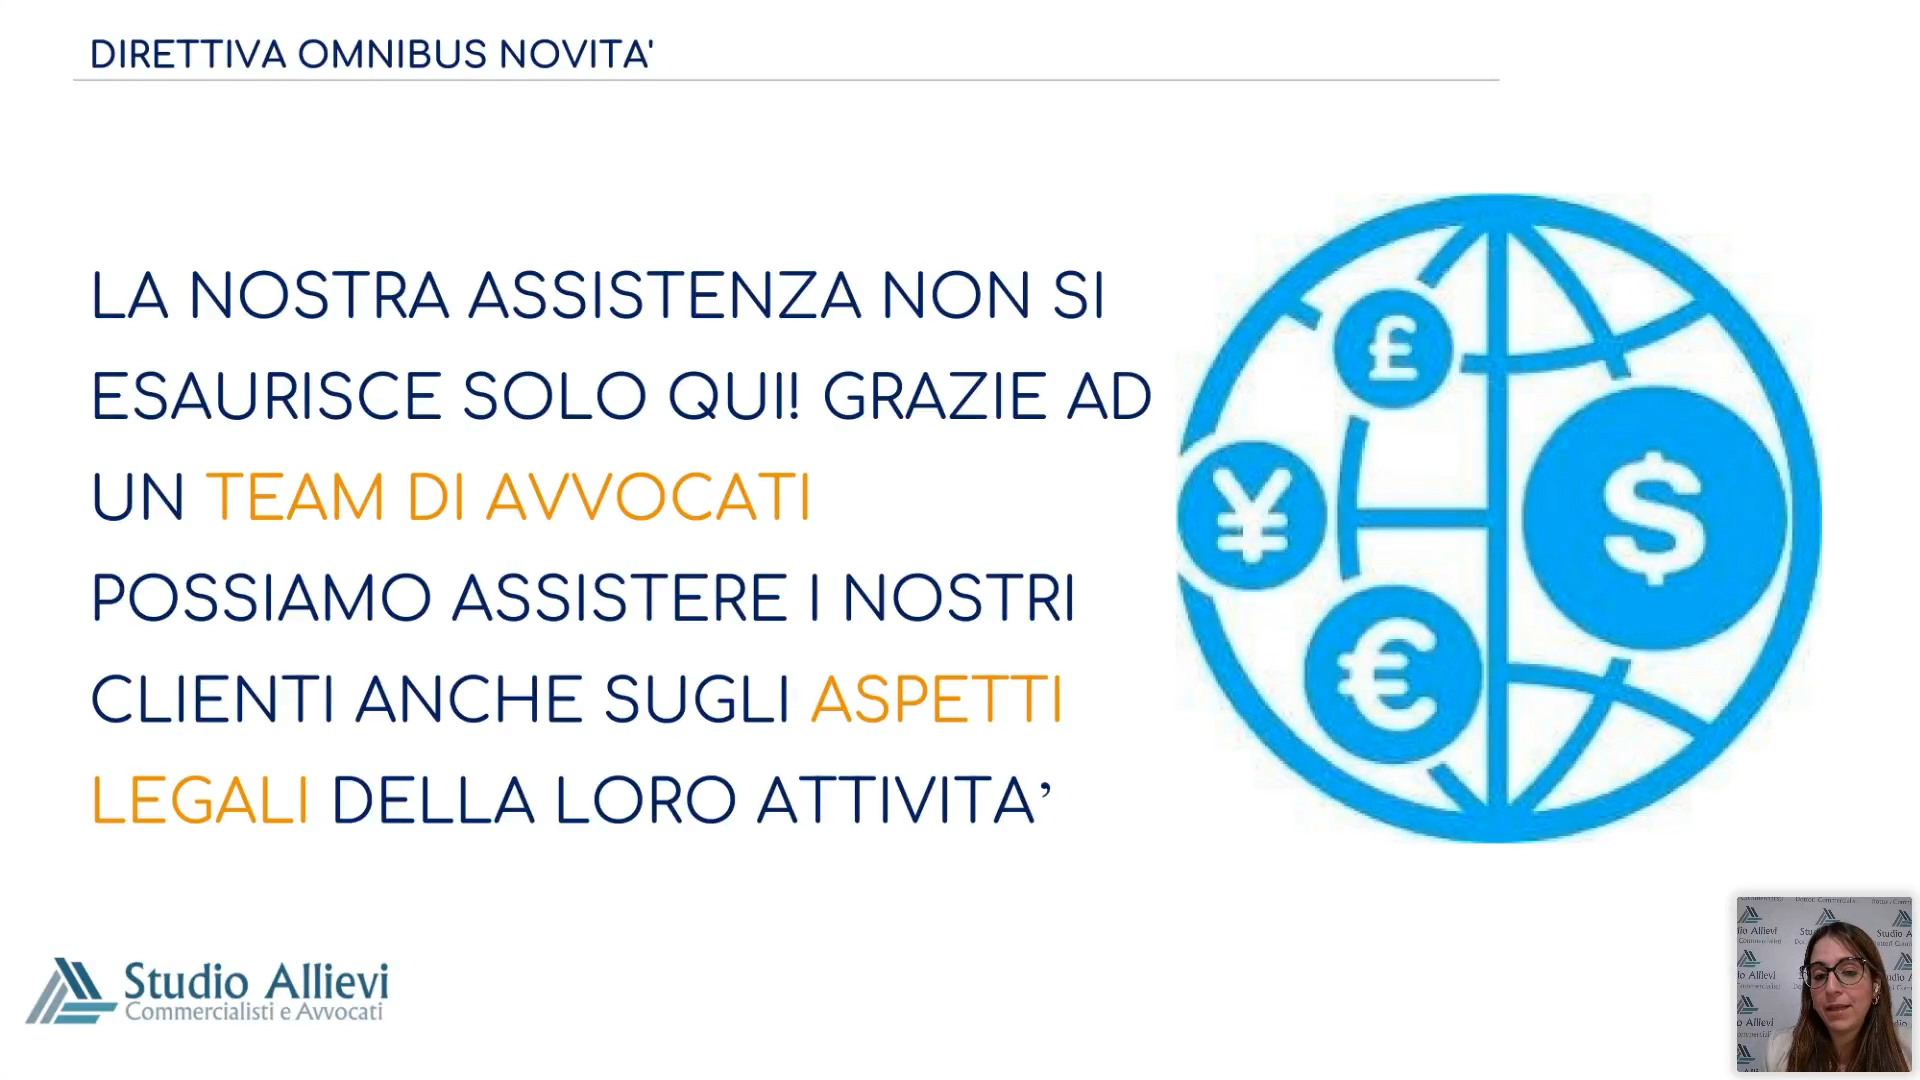 DIRETTIVA OMNIBUS NOVITA'
LA NOSTRA ASSISTENZA NON SI
ESAURISCE SOLO QUI! GRAZIE AD
UN TEAM DI AVVOCATI
POSSIAMO ASSISTERE I NOSTRI
CLIENTI ANCHE SUGLI ASPETTI
LEGALI DELLA LORO ATTIVITA’
£
¥
$
€
Studio Allievi
Commercialisti e Avvocati